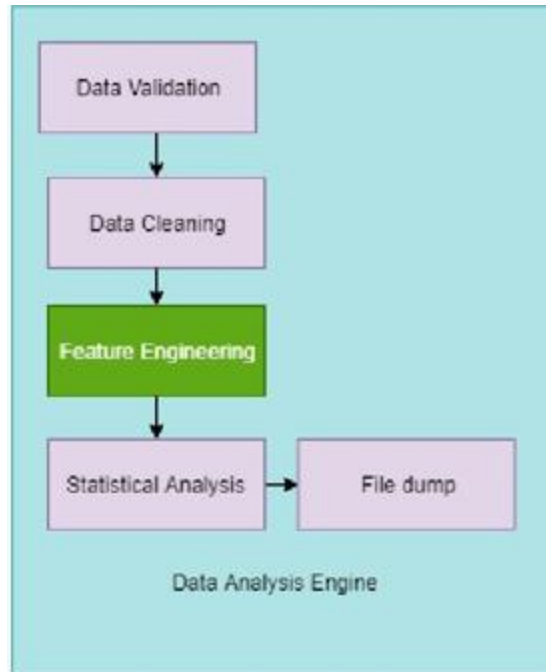 Data Validation
Data Cleaning
Feature Engineering
Statistical Analysis
File dump
Data Analysis Engine